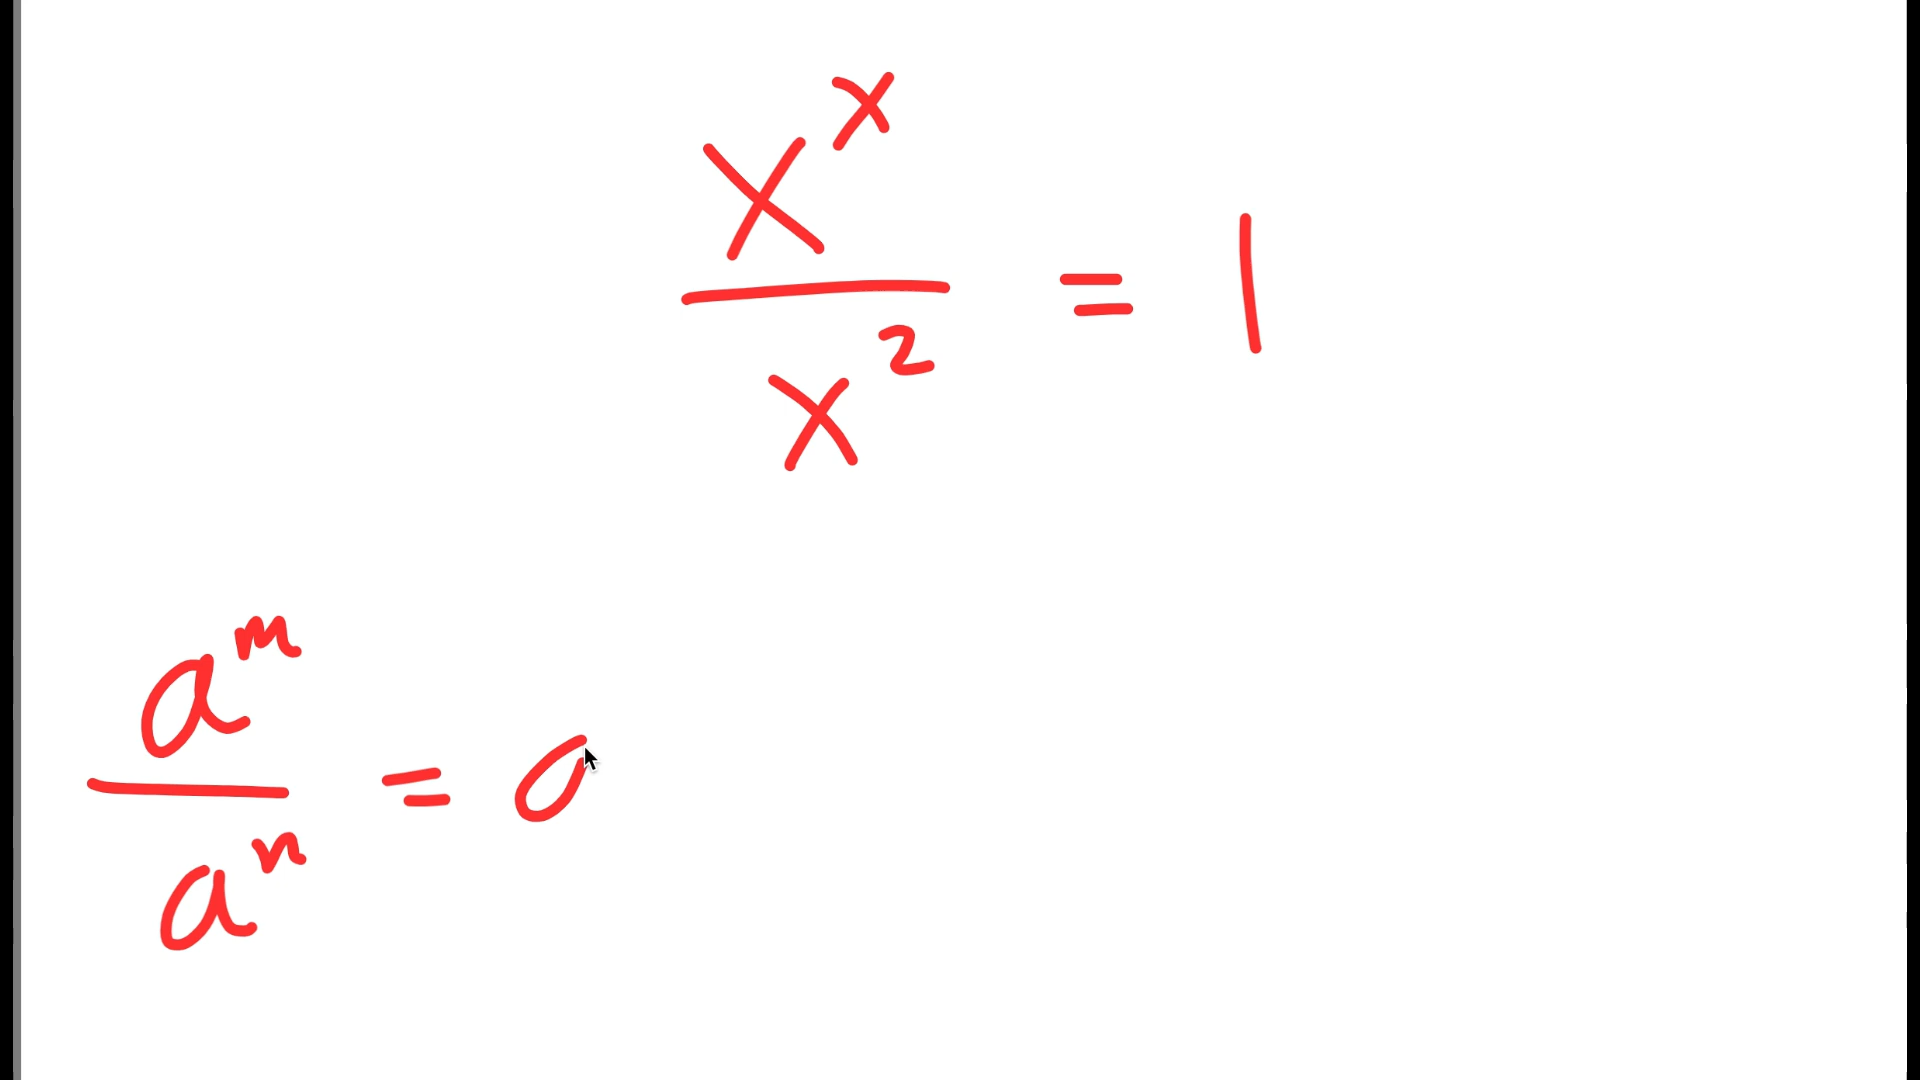 x^x / x^2 = 1
a^m / a^n = a